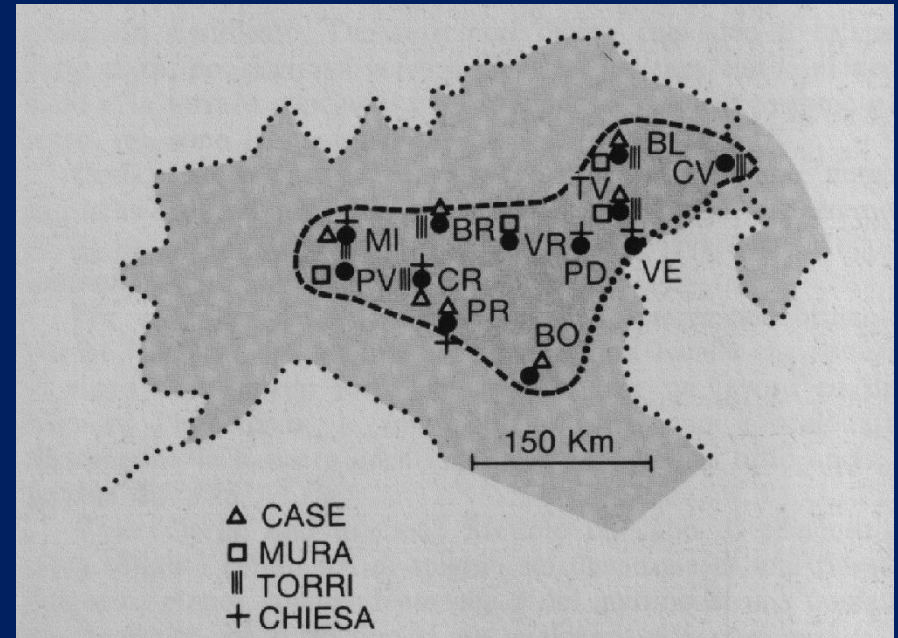 BL
CV
TV
MI
BR
VR
PD
VE
PV
CR
PR
BO
150 Km
CASE
MURA
TORRI
CHIESA